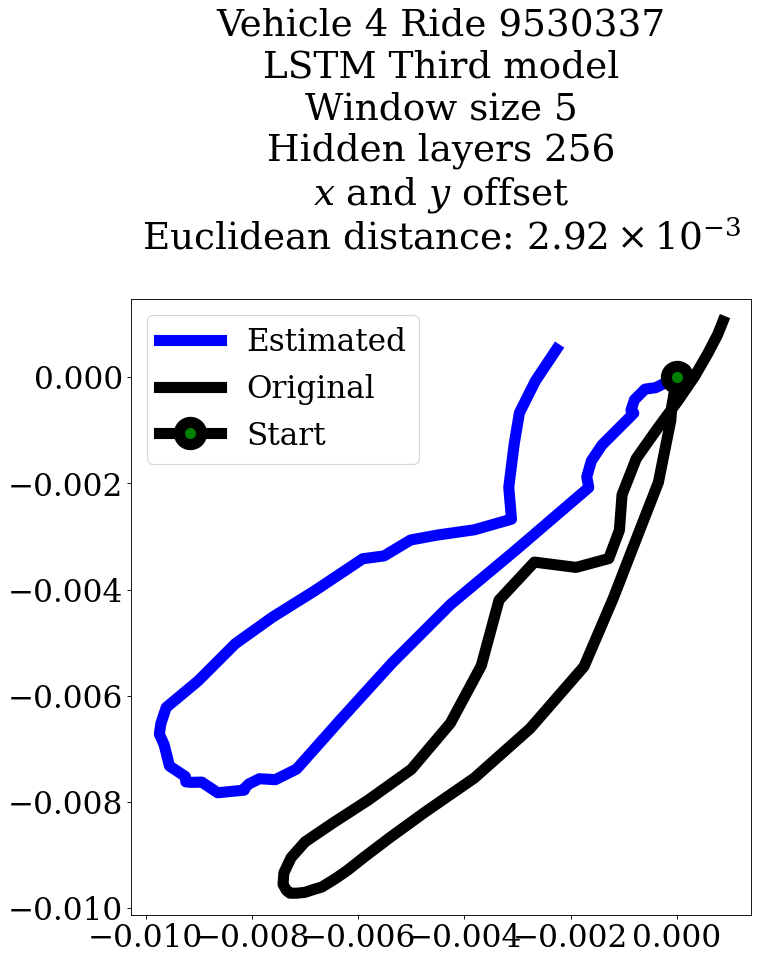 Vehicle 4 Ride 9530337
LSTM Third model
Window size 5
Hidden layers 256
x and y offset
Euclidean distance: 2.92 × 10⁻³
Estimated
Original
Start
0.000
−0.002
−0.004
−0.006
−0.008
−0.010
−0.010 −0.008 −0.006 −0.004 −0.002 0.000